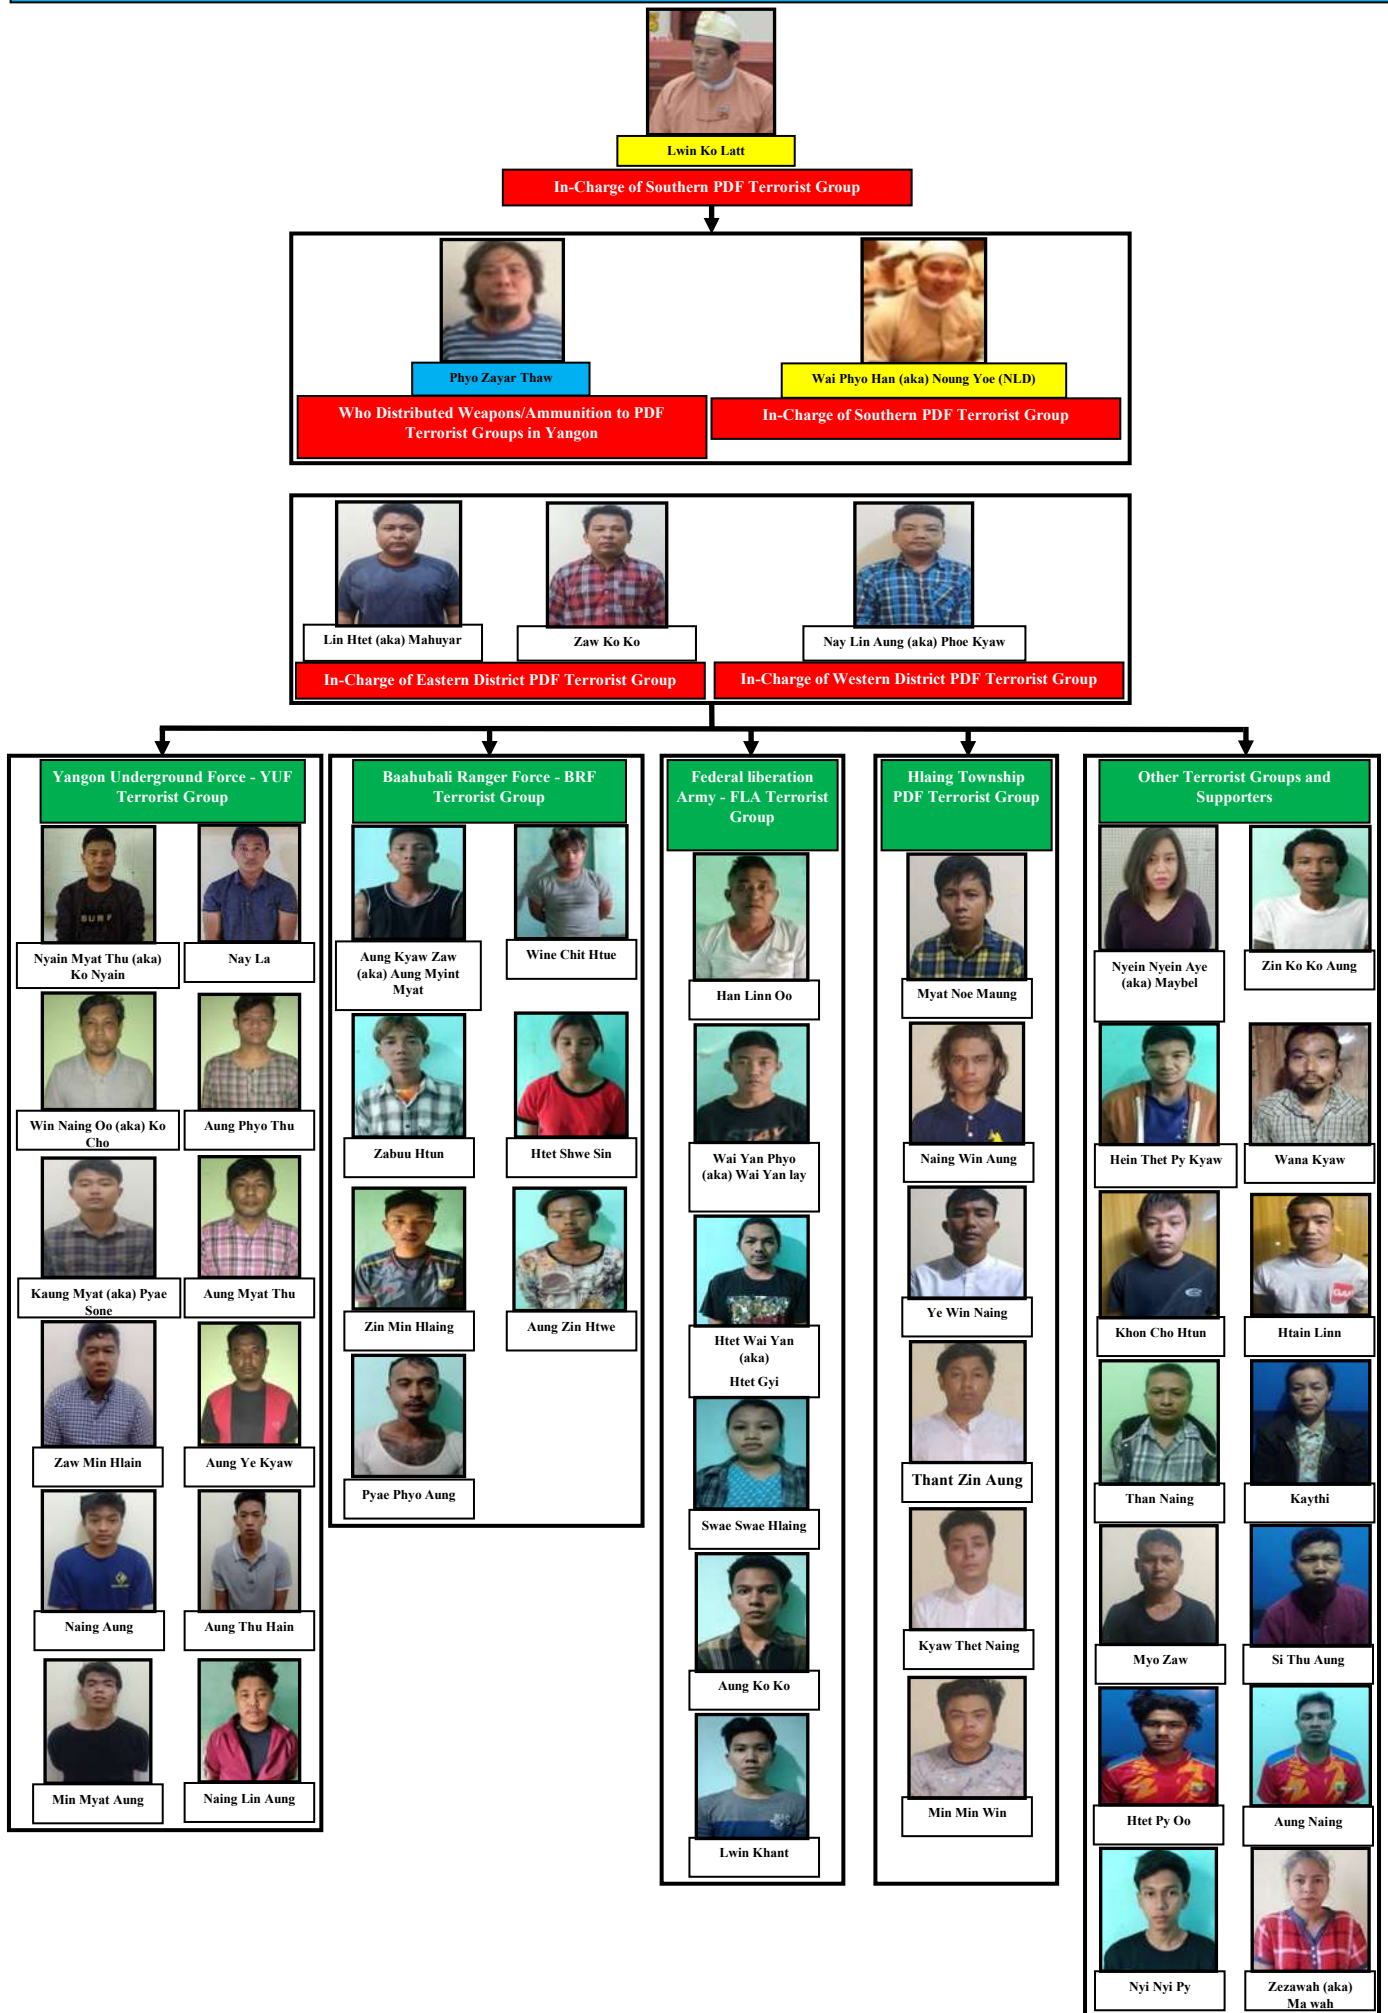 Lwin Ko Latt
In-Charge of Southern PDF Terrorist Group
Phyo Zayar Thaw
Who Distributed Weapons/Ammunition to PDF
Terrorist Groups in Yangon
Wai Phyo Han (aka) Noung Yoe (NLD)
In-Charge of Southern PDF Terrorist Group
Lin Htet (aka) Mahuyar
Zaw Ko Ko
In-Charge of Eastern District PDF Terrorist Group
Nay Lin Aung (aka) Phoe Kyaw
In-Charge of Western District PDF Terrorist Group
Yangon Underground Force - YUF
Terrorist Group
SURF
Nyain Myat Thu (aka)
Ko Nyain
Nay La
Win Naing Oo (aka) Ko
Cho
Aung Phyo Thu
Kaung Myat (aka) Pyae
Sone
Aung Myat Thu
Zaw Min Hlain
Aung Ye Kyaw
Naing Aung
Aung Thu Hain
Min Myat Aung
Naing Lin Aung
Baahubali Ranger Force - BRF
Terrorist Group
Aung Kyaw Zaw
(aka) Aung Myint
Myat
Wine Chit Htue
Zabuu Htun
Htet Shwe Sin
Zin Min Hlaing
Aung Zin Htwe
Pyae Phyo Aung
Federal liberation
Army - FLA Terrorist
Group
Han Linn Oo
Wai Yan Phyo
(aka) Wai Yan lay
Htet Wai Yan
(aka)
Htet Gyi
Swae Swae Hlaing
Aung Ko Ko
Lwin Khant
Hlaing Township
PDF Terrorist Group
Myat Noe Maung
Naing Win Aung
Ye Win Naing
Thant Zin Aung
Kyaw Thet Naing
Min Min Win
Other Terrorist Groups and
Supporters
Nyein Nyein Aye
(aka) Maybel
Zin Ko Ko Aung
Hein Thet Py Kyaw
Wana Kyaw
Khon Cho Htun
Htain Linn
Than Naing
Kaythi
Myo Zaw
Si Thu Aung
Htet Py Oo
Aung Naing
Nyi Nyi Py
Zezawah (aka)
Ma wah